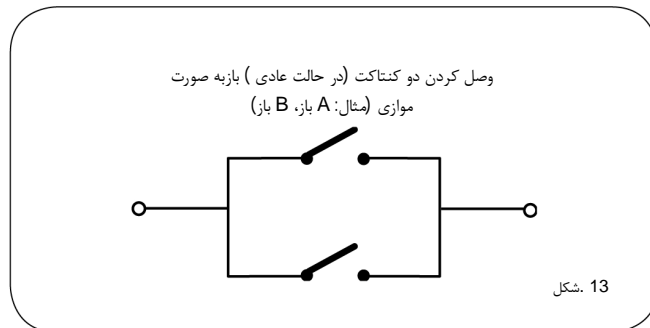 وصل کردن دو کنتاکت (در حالت عادی ) بازبه صورت
موازی (مثال: A باز، B باز)
13 .شکل